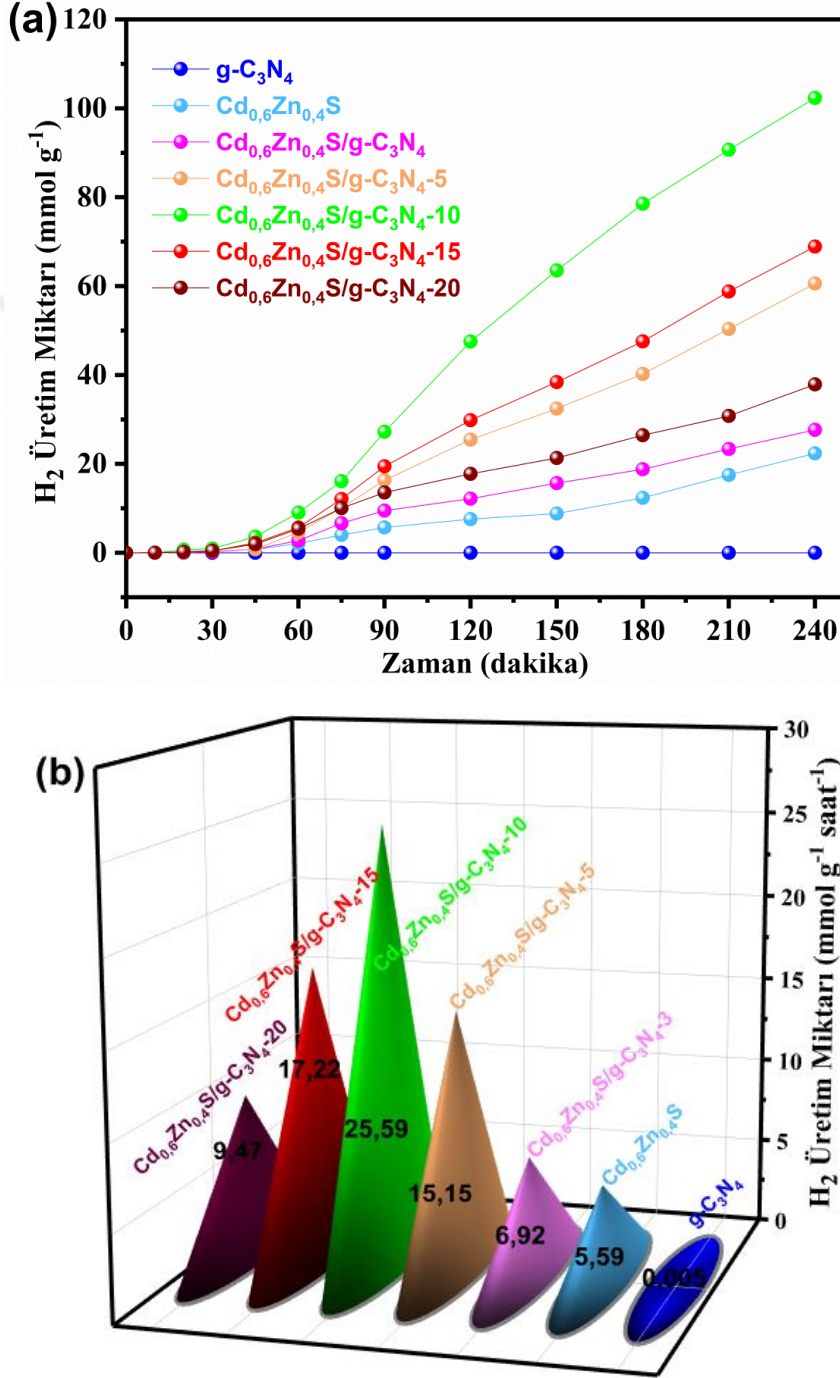 (a)
120
100
80
60
40
20
0
H₂ Üretim Miktarı (mmol g⁻¹)
g-C₃N₄
Cd₀,₆Zn₀,₄S
Cd₀,₆Zn₀,₄S/g-C₃N₄
Cd₀,₆Zn₀,₄S/g-C₃N₄-5
Cd₀,₆Zn₀,₄S/g-C₃N₄-10
Cd₀,₆Zn₀,₄S/g-C₃N₄-15
Cd₀,₆Zn₀,₄S/g-C₃N₄-20
0 30 60 90 120 150 180 210 240
Zaman (dakika)
(b)
30
25
20
15
10
5
0
H₂ Üretim Miktarı (mmol g⁻¹ saat⁻¹)
Cd₀,₆Zn₀,₄S/g-C₃N₄-20
Cd₀,₆Zn₀,₄S/g-C₃N₄-15
Cd₀,₆Zn₀,₄S/g-C₃N₄-10
Cd₀,₆Zn₀,₄S/g-C₃N₄-5
Cd₀,₆Zn₀,₄S/g-C₃N₄-3
Cd₀,₆Zn₀,₄S
g-C₃N₄
9,47
17,22
25,59
15,15
6,92
5,59
0,005